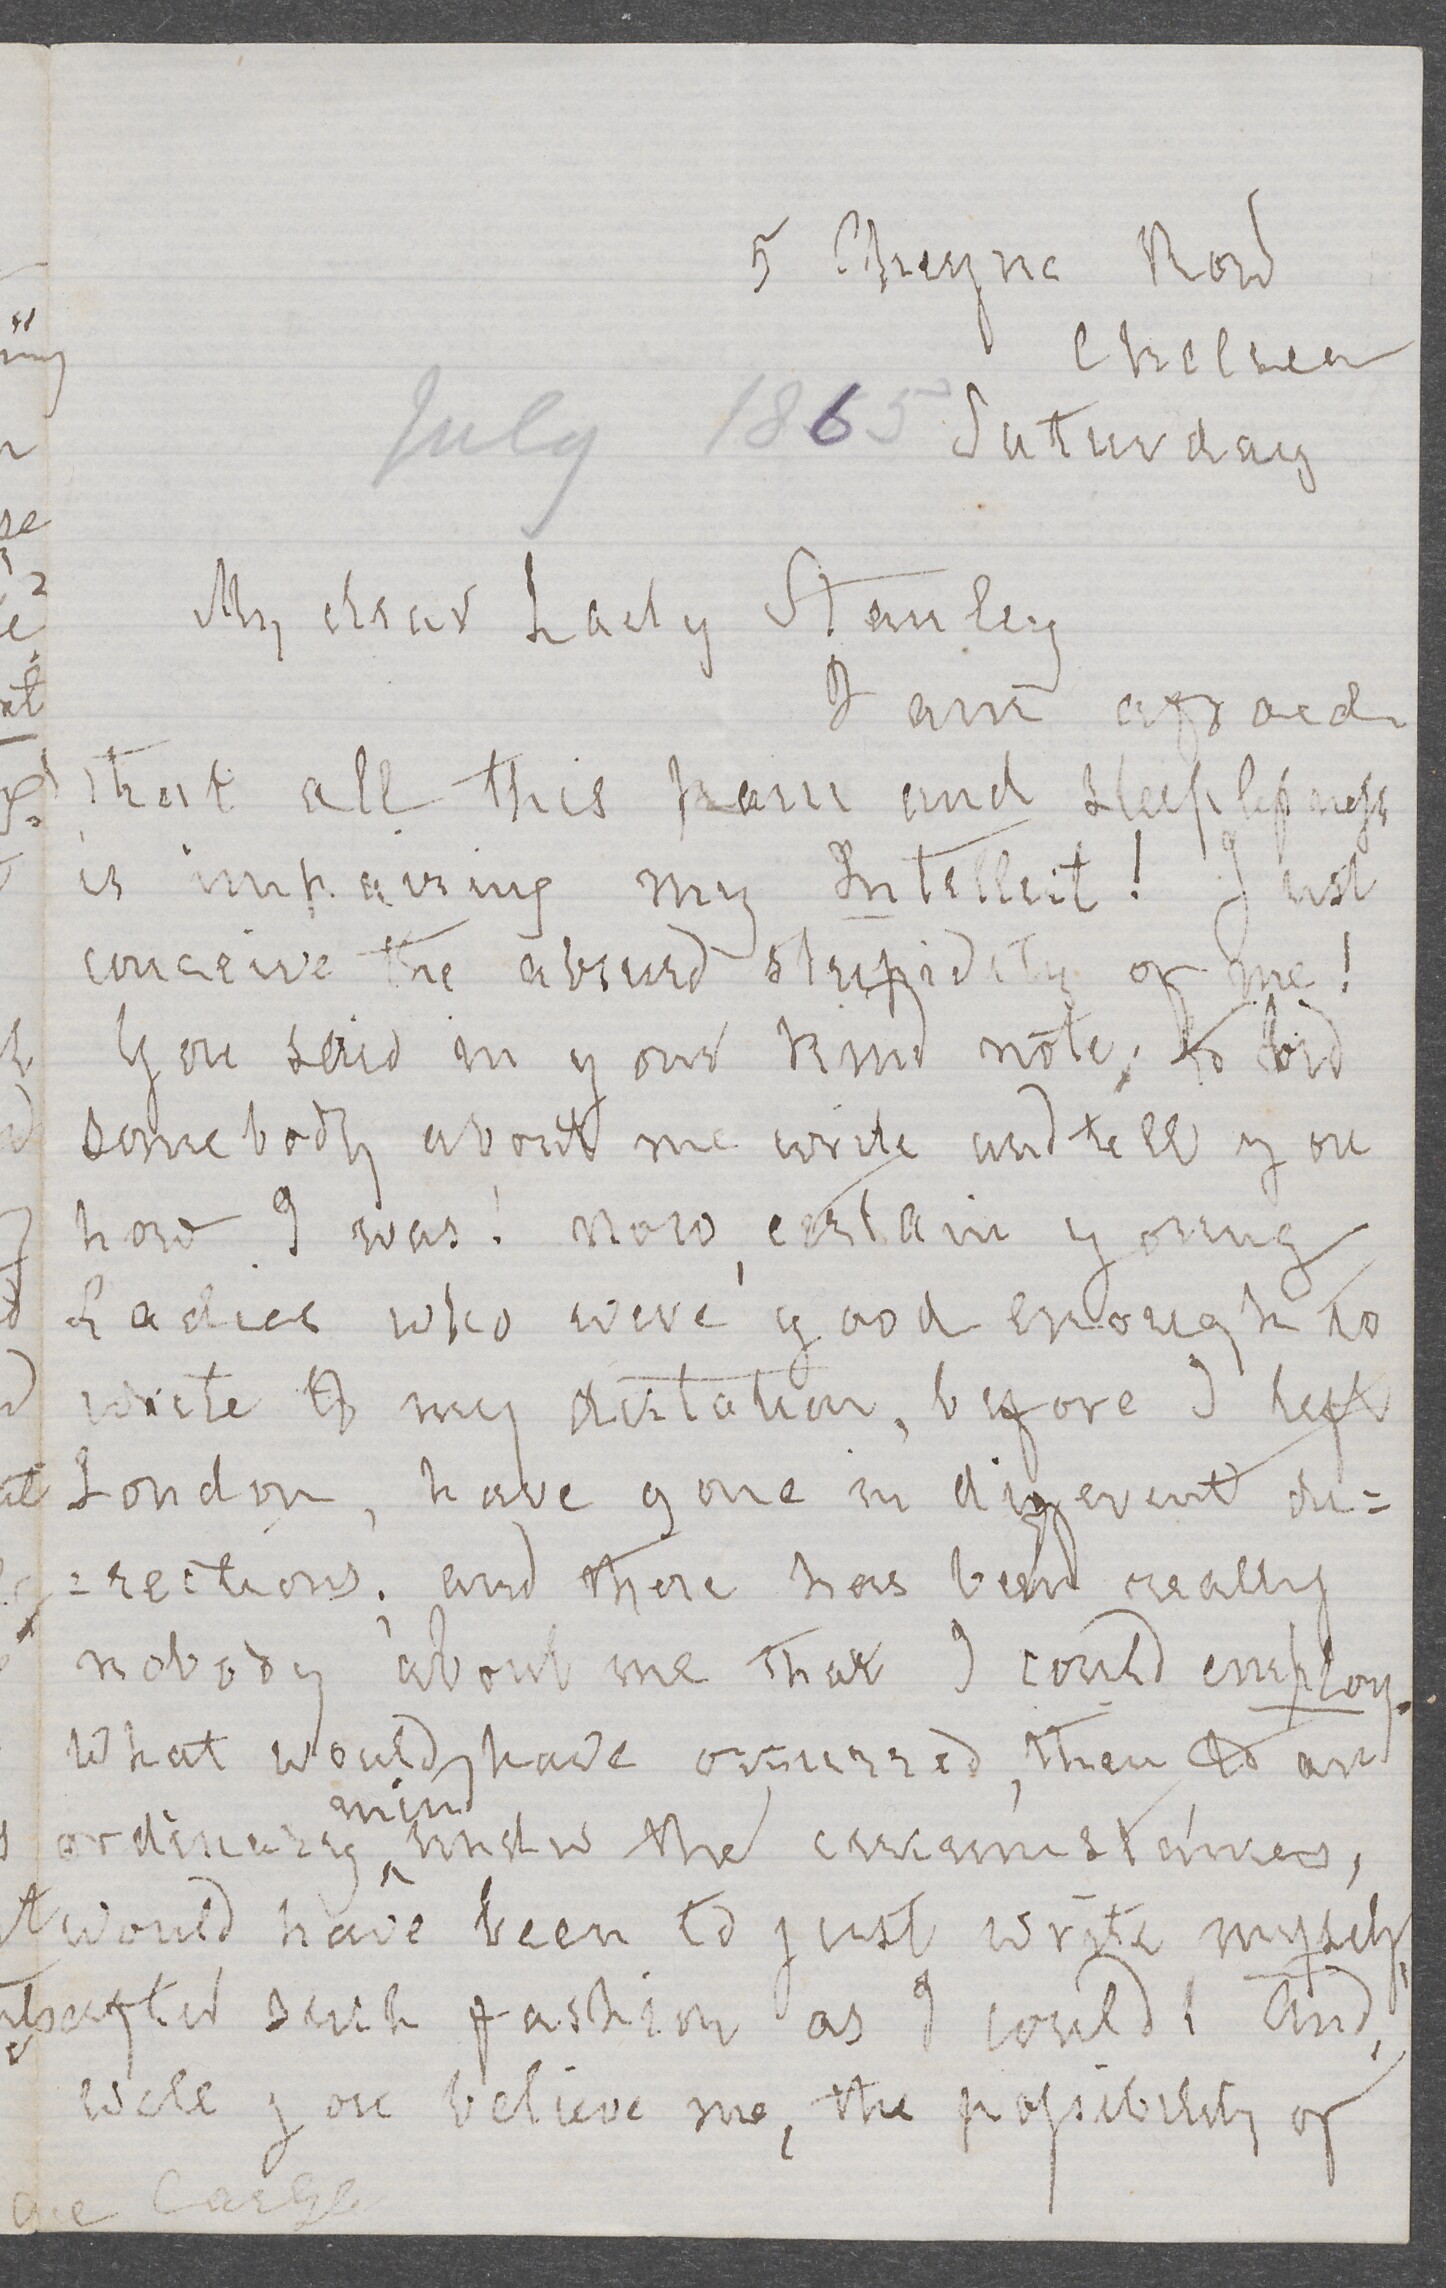 5 Cheyne Row
Chelsea
July 1865 Saturday
My dear Lady Stanley
I am afraid
that all this pain and sleeplessness
is impairing my Intellect! Just
conceive the absurd stupidity of me!
You said in your kind note, to bid
somebody about me write and tell you
how I was! now, certain young
Ladies who were good enough to
write to my dictation, before I left
London, have gone in different di=
=rections; and there has been really
nobody about me that I could employ.
What would have occurred, then to an
ordinary mind under the circumstances,
would have been to just write myself,
after such fashion as I could! And,
will you believe me, the possibility of
Carlyle